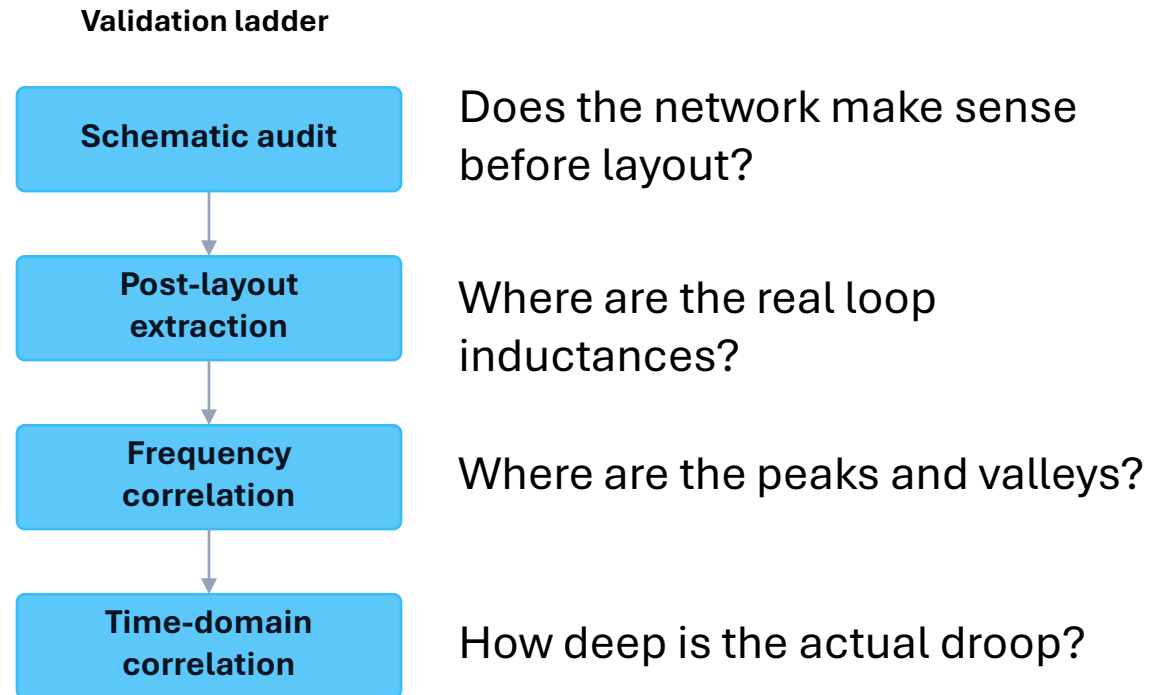 Validation ladder
Schematic audit
Does the network make sense
before layout?
Post-layout
extraction
Where are the real loop
inductances?
Frequency
correlation
Where are the peaks and valleys?
Time-domain
correlation
How deep is the actual droop?